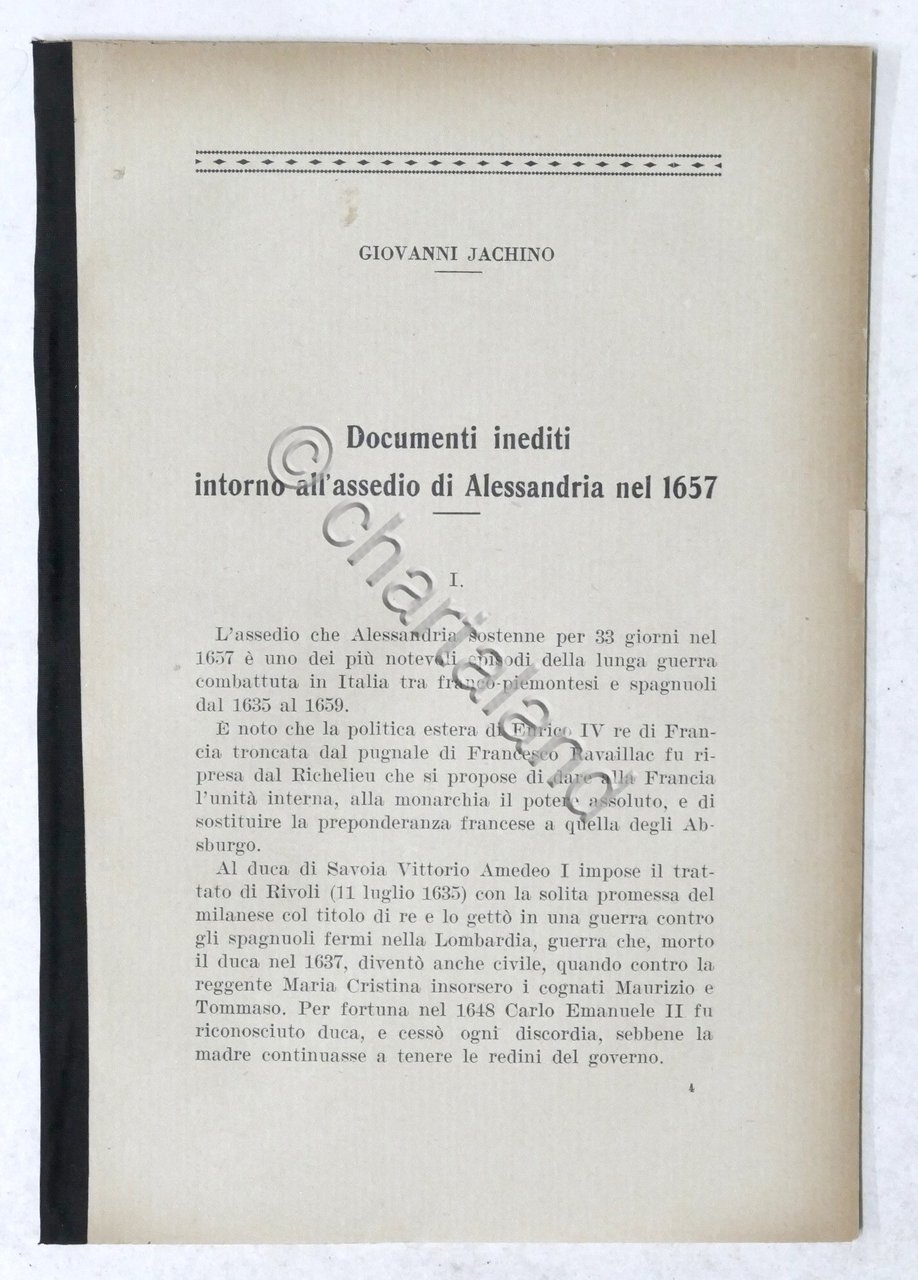 GIOVANNI JACHINO
Documenti inediti
intorno all'assedio di Alessandria nel 1657
I.
L'assedio che Alessandria sostenne per 33 giorni nel
1657 è uno dei più notevoli episodi della lunga guerra
combattuta in Italia tra franco-piemontesi e spagnuoli
dal 1635 al 1659.
È noto che la politica estera di Enrico IV re di Fran-
cia troncata dal pugnale di Francesco Ravaillac fu ri-
presa dal Richelieu che si propose di dare alla Francia
l'unità interna, alla monarchia il potere assoluto, e di
sostituire la preponderanza francese a quella degli Ab-
sburgo.
Al duca di Savoia Vittorio Amedeo I impose il trat-
tato di Rivoli (11 luglio 1635) con la solita promessa del
milanese col titolo di re e lo gettò in una guerra contro
gli spagnuoli fermi nella Lombardia, guerra che, morto
il duca nel 1637, diventò anche civile, quando contro la
reggente Maria Cristina insorsero i cognati Maurizio e
Tommaso. Per fortuna nel 1648 Carlo Emanuele II fu
riconosciuto duca, e cessò ogni discordia, sebbene la
madre continuasse a tenere le redini del governo.
4
© chartaland